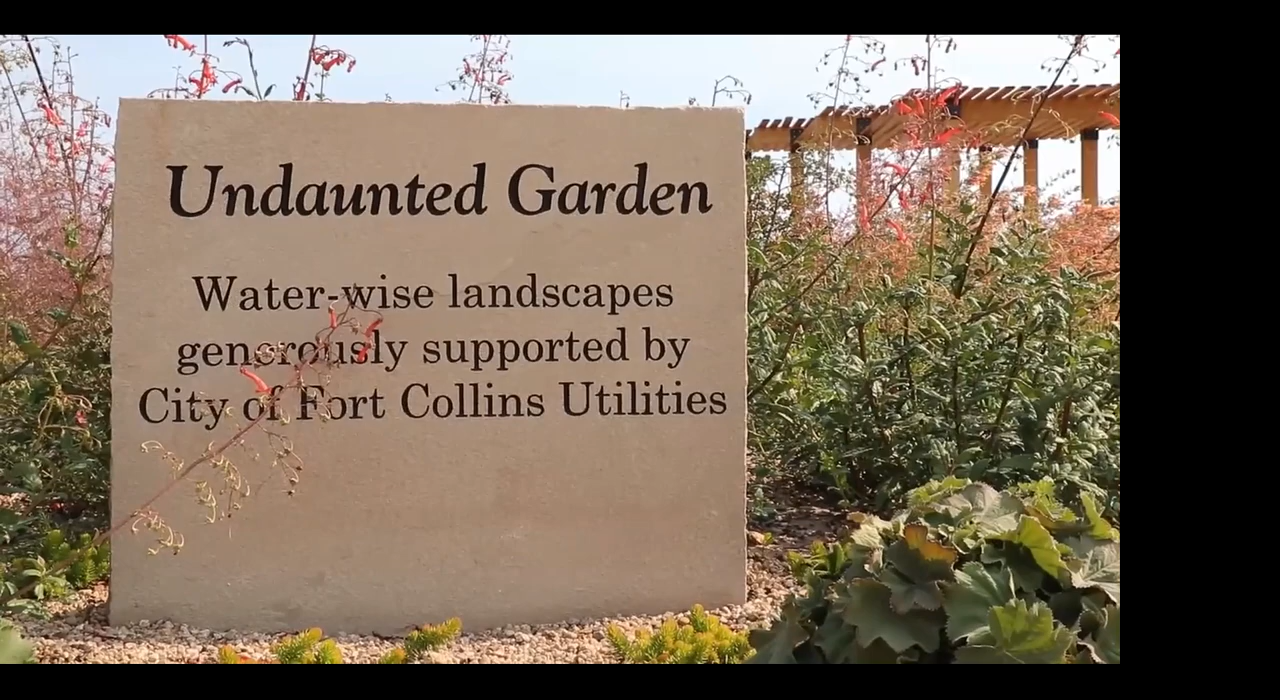 Undaunted Garden
Water-wise landscapes
generously supported by
City of Fort Collins Utilities